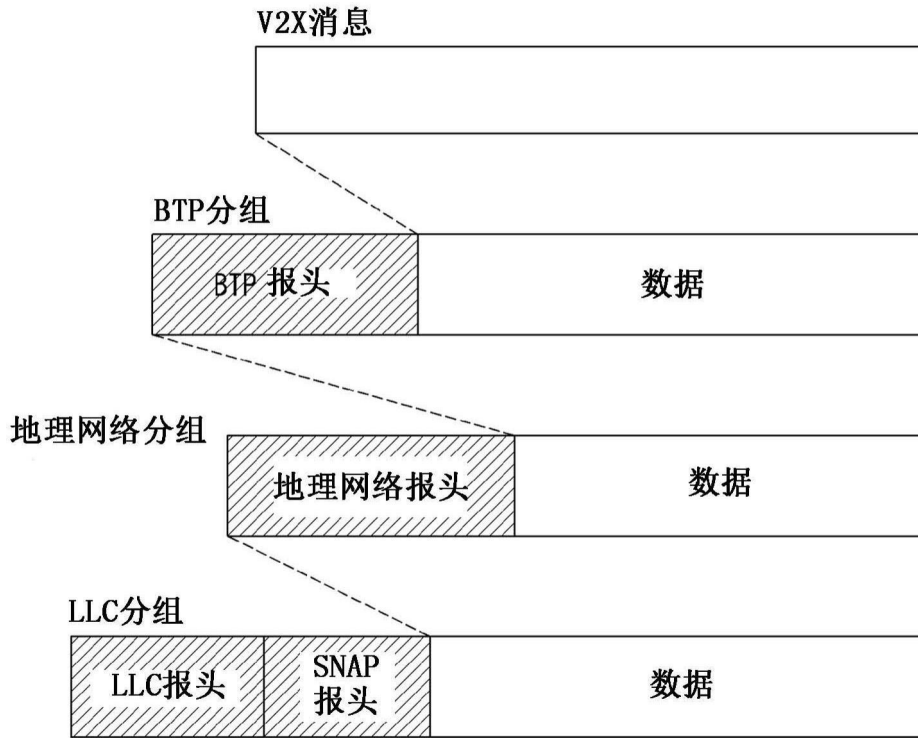 V2X消息
BTP分组
BTP 报头
数据
地理网络分组
地理网络报头
数据
LLC分组
LLC报头
SNAP
报头
数据